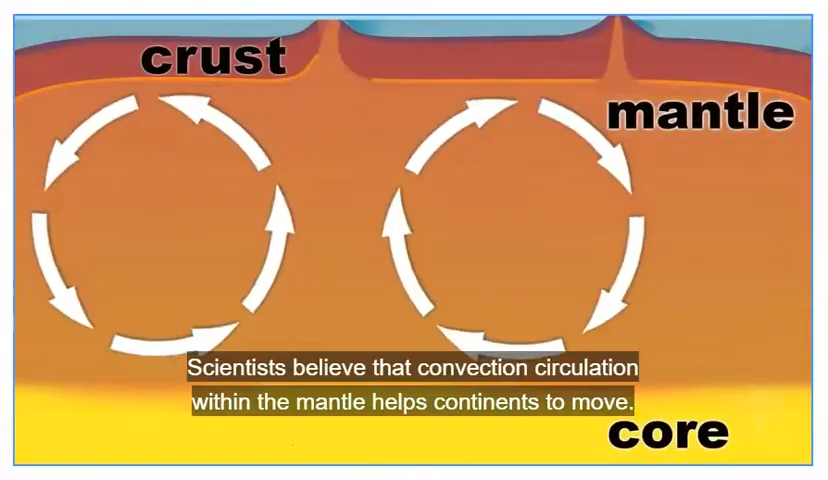 crust
mantle
Scientists believe that convection circulation
within the mantle helps continents to move.
core